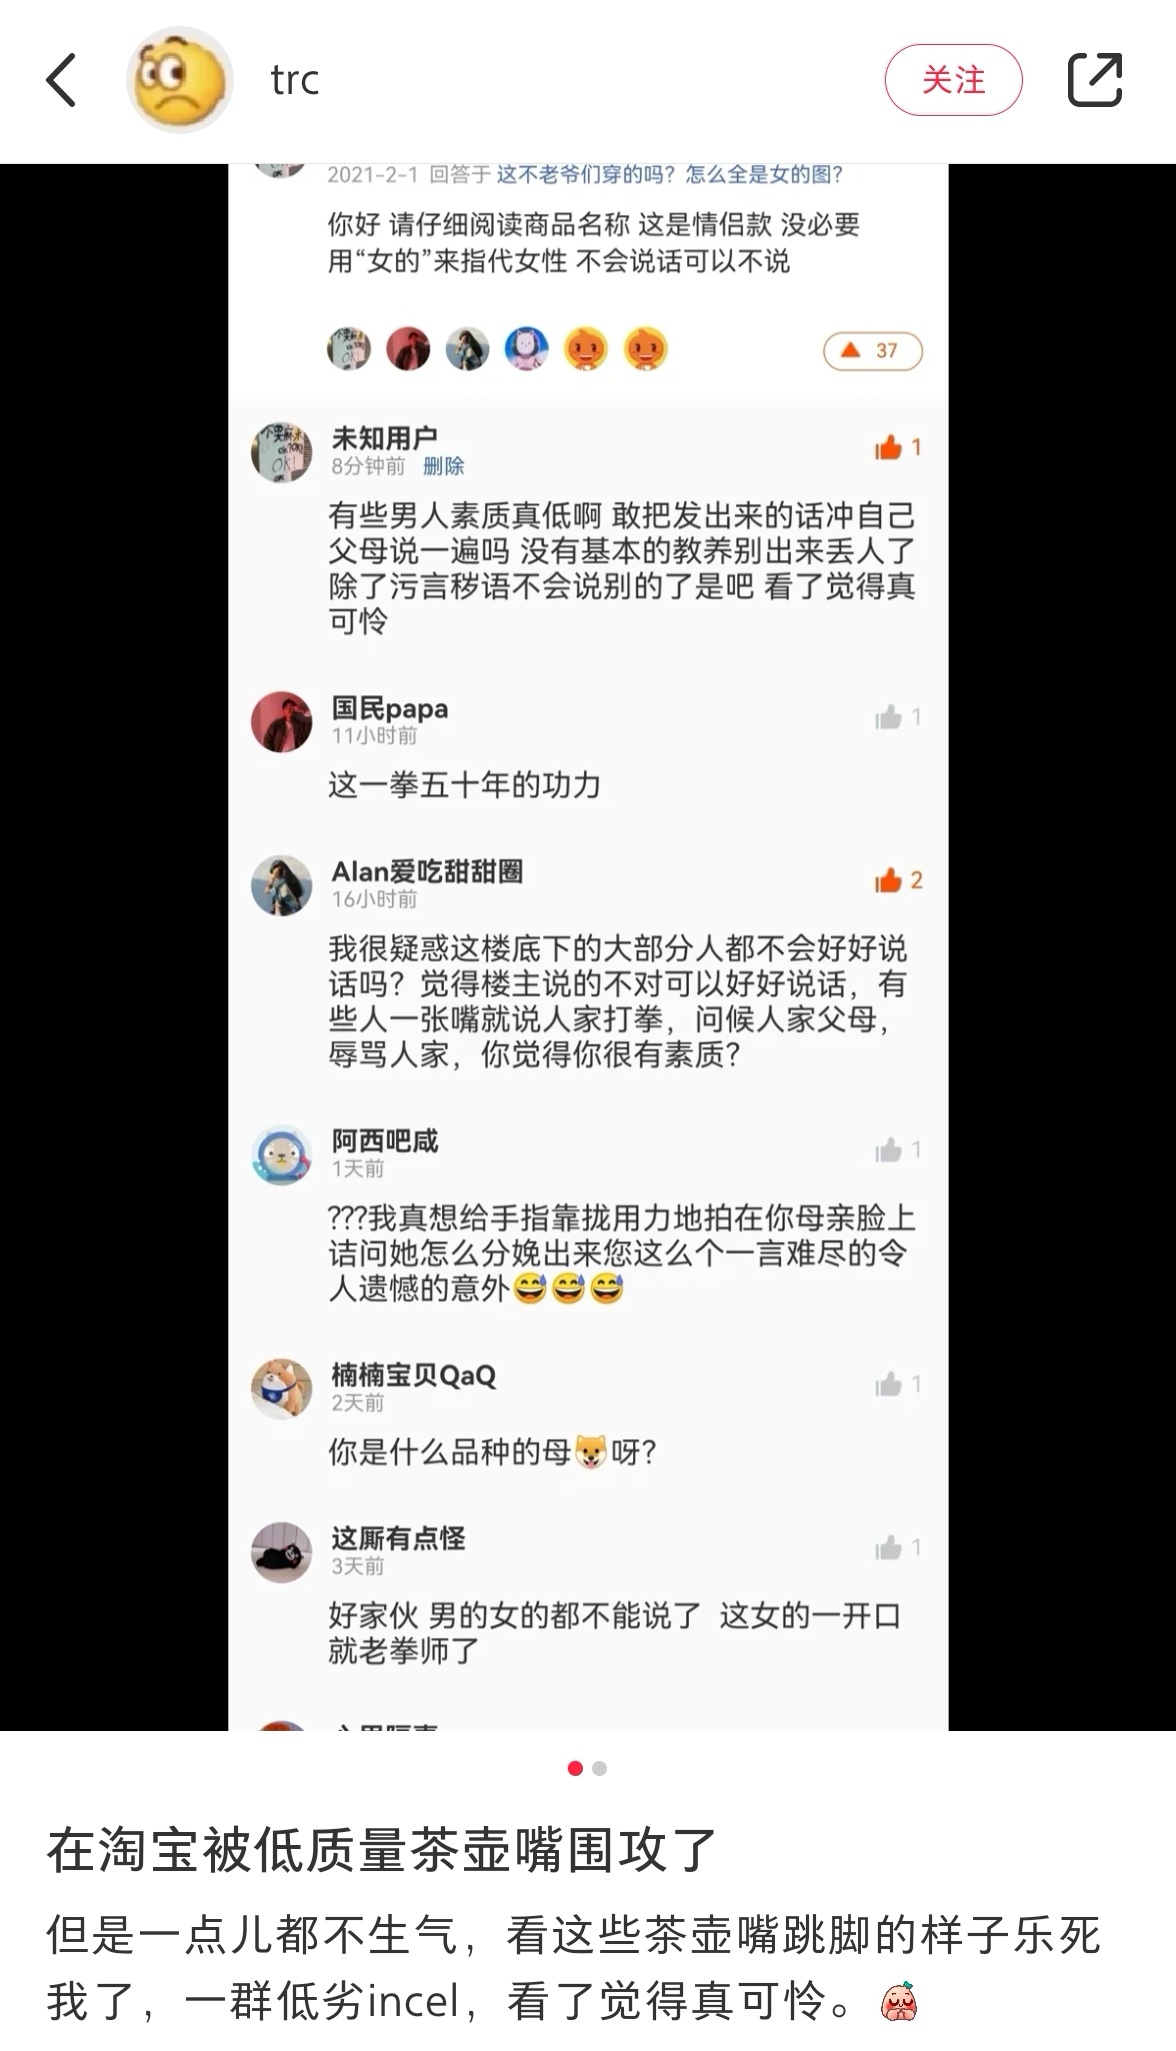 trc
关注
2021-2-1 回答于 这不老爷们穿的吗？怎么全是女的图？
你好 请仔细阅读商品名称 这是情侣款 没必要
用“女的”来指代女性 不会说话可以不说
37
未知用户
1
8分钟前 删除
有些男人素质真低啊 敢把发出来的话冲自己
父母说一遍吗 没有基本的教养别出来丢人了
除了污言秽语不会说别的了是吧 看了觉得真
可怜
国民papa
1
11小时前
这一拳五十年的功力
Alan爱吃甜甜圈
2
16小时前
我很疑惑这楼底下的大部分人都不会好好说
话吗？觉得楼主说的不对可以好好说话，有
些人一张嘴就说人家打拳，问候人家父母，
辱骂人家，你觉得你很有素质？
阿西吧咸
1
1天前
???我真想给手指靠拢用力地拍在你母亲脸上
诘问她怎么分娩出来您这么个一言难尽的令
人遗憾的意外😅😅😅
楠楠宝贝QaQ
1
2天前
你是什么品种的母🐶呀？
这厮有点怪
1
3天前
好家伙 男的女的都不能说了 这女的一开口
就老拳师了
在淘宝被低质量茶壶嘴围攻了
但是一点儿都不生气，看这些茶壶嘴跳脚的样子乐死
我了，一群低劣incel，看了觉得真可怜。